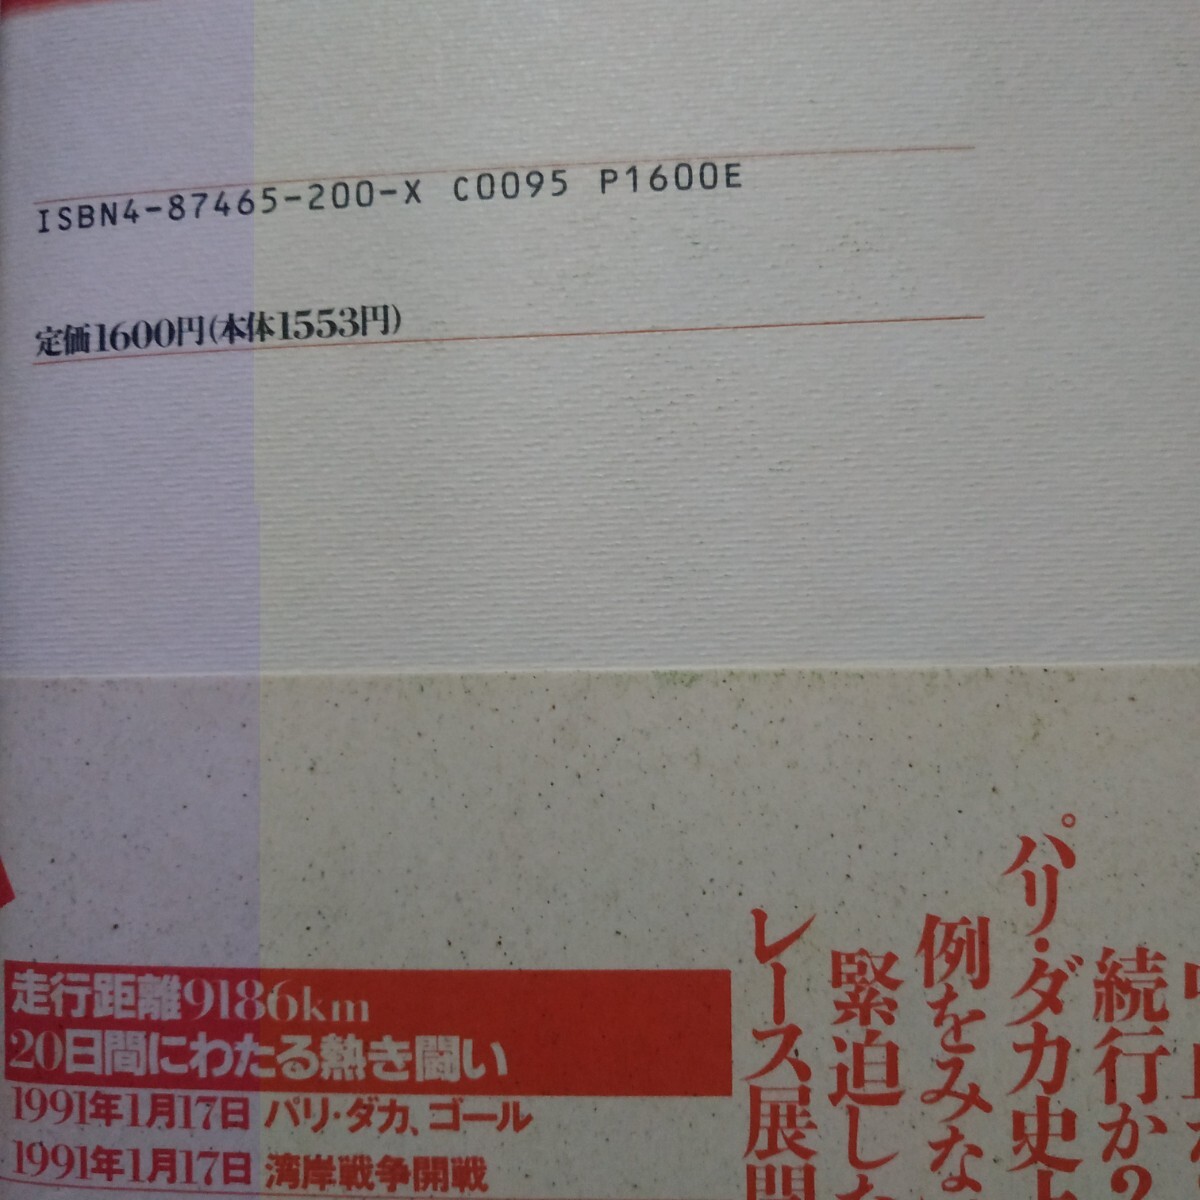 ISBN4-87465-200-X C0095 P1600E
定価1600円(本体1553円)
続行か?
パリ・ダカ史上
例をみな
緊迫した
レース展開
走行距離9186km
20日間にわたる熱き闘い
1991年1月17日 パリ・ダカ、ゴール
1991年1月17日 湾岸戦争開戦